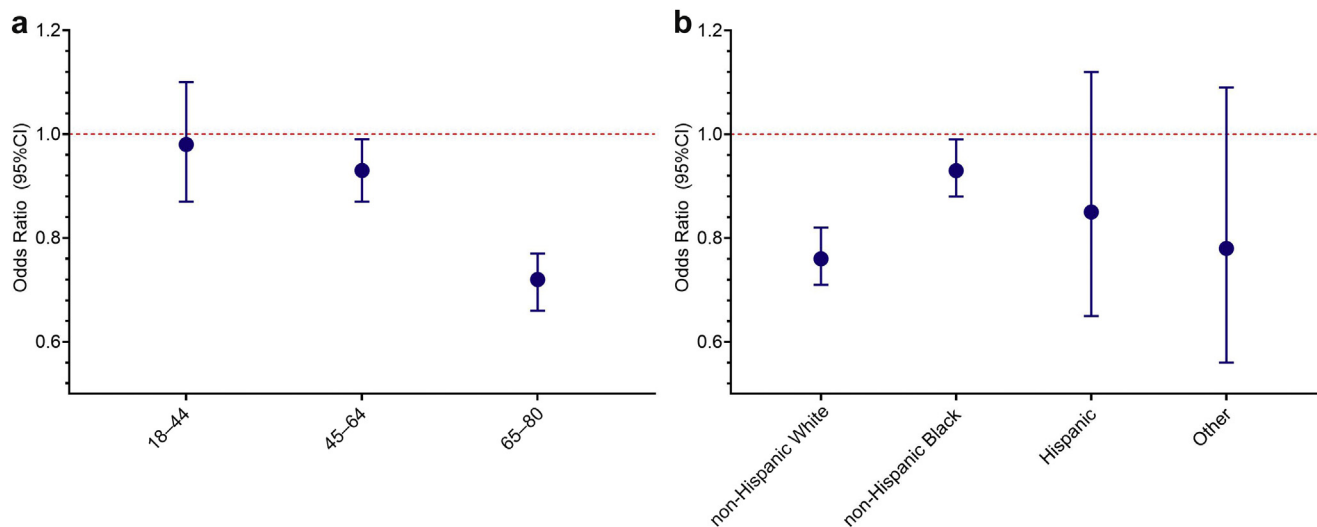 a
1.2
1.0
0.8
0.6
Odds Ratio (95%CI)
18–44
45–64
65–80
b
1.2
1.0
0.8
0.6
Odds Ratio (95%CI)
non-Hispanic White
non-Hispanic Black
Hispanic
Other